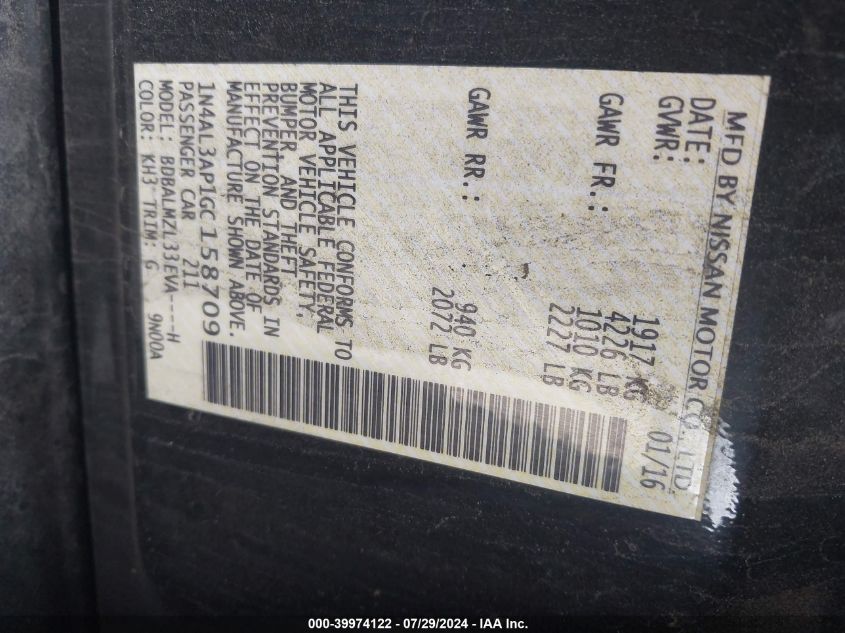 MFD BY NISSAN MOTOR CO., LTD.
DATE: 01/16
GVWR: 1917 KG
4226 LB
GAWR FR.: 1010 KG
2227 LB
GAWR RR.: 940 KG
2072 LB
THIS VEHICLE CONFORMS TO
ALL APPLICABLE FEDERAL
MOTOR VEHICLE SAFETY,
BUMPER, AND THEFT
PREVENTION STANDARDS IN
EFFECT ON THE DATE OF
MANUFACTURE SHOWN ABOVE.
1N4AL3AP1GC158709
PASSENGER CAR 211
MODEL: BDBALMZL33EVA----H
COLOR: KH3 TRIM: G 9N00A
000-39974122 - 07/29/2024 - IAA Inc.